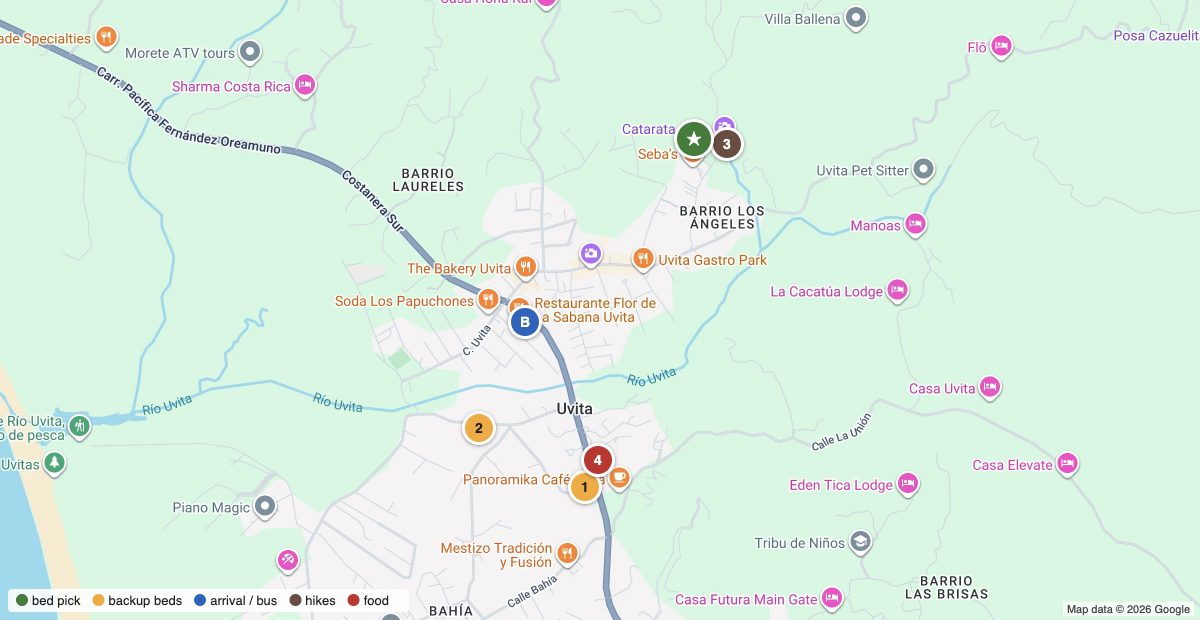 Casa Hona Kai
Villa Ballena
ade Specialties
Morete ATV tours
Flō
Posa Cazuelit
Sharma Costa Rica
Carr. Pacífica Fernández Oreamuno
Catarata
3
Seba's
BARRIO
LAURELES
Uvita Pet Sitter
Costanera Sur
BARRIO LOS
ÁNGELES
Manoas
The Bakery Uvita
Uvita Gastro Park
La Cacatúa Lodge
Soda Los Papuchones
Restaurante Flor de
a Sabana Uvita
B
C. Uvita
Río Uvita
Río Uvita
Río Uvita
Casa Uvita
Uvita
e Río Uvita,
o de pesca
2
Calle La Unión
Uvitas
4
Casa Elevate
Panoramika Café
1
Eden Tica Lodge
Piano Magic
Tribu de Niños
Mestizo Tradición
y Fusión
BARRIO
LAS BRISAS
Calle Bahía
Casa Futura Main Gate
BAHÍA
bed pick
backup beds
arrival / bus
hikes
food
Map data © 2026 Google